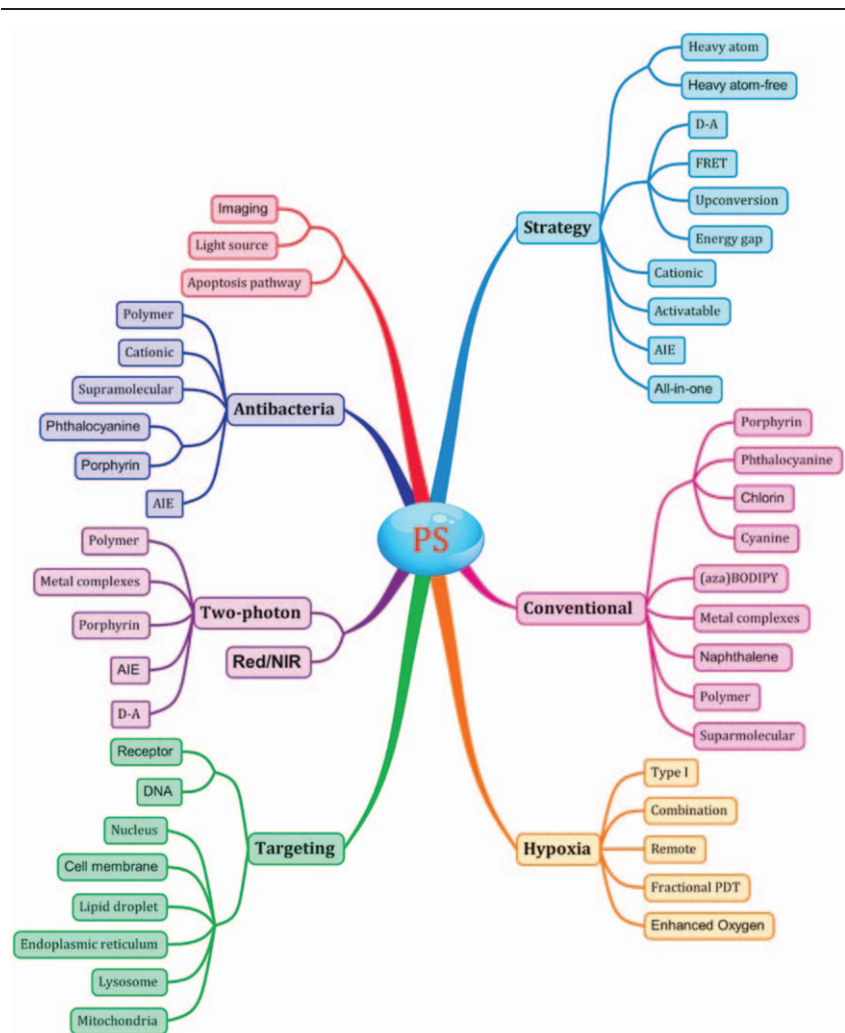 PS
Strategy
Heavy atom
Heavy atom-free
D-A
FRET
Upconversion
Energy gap
Cationic
Activatable
AIE
All-in-one
Conventional
Porphyrin
Phthalocyanine
Chlorin
Cyanine
(aza)BODIPY
Metal complexes
Naphthalene
Polymer
Suparmolecular
Hypoxia
Type I
Combination
Remote
Fractional PDT
Enhanced Oxygen
Imaging
Light source
Apoptosis pathway
Antibacteria
Polymer
Cationic
Supramolecular
Phthalocyanine
Porphyrin
AIE
Two-photon
Polymer
Metal complexes
Porphyrin
AIE
D-A
Red/NIR
Targeting
Receptor
DNA
Nucleus
Cell membrane
Lipid droplet
Endoplasmic reticulum
Lysosome
Mitochondria